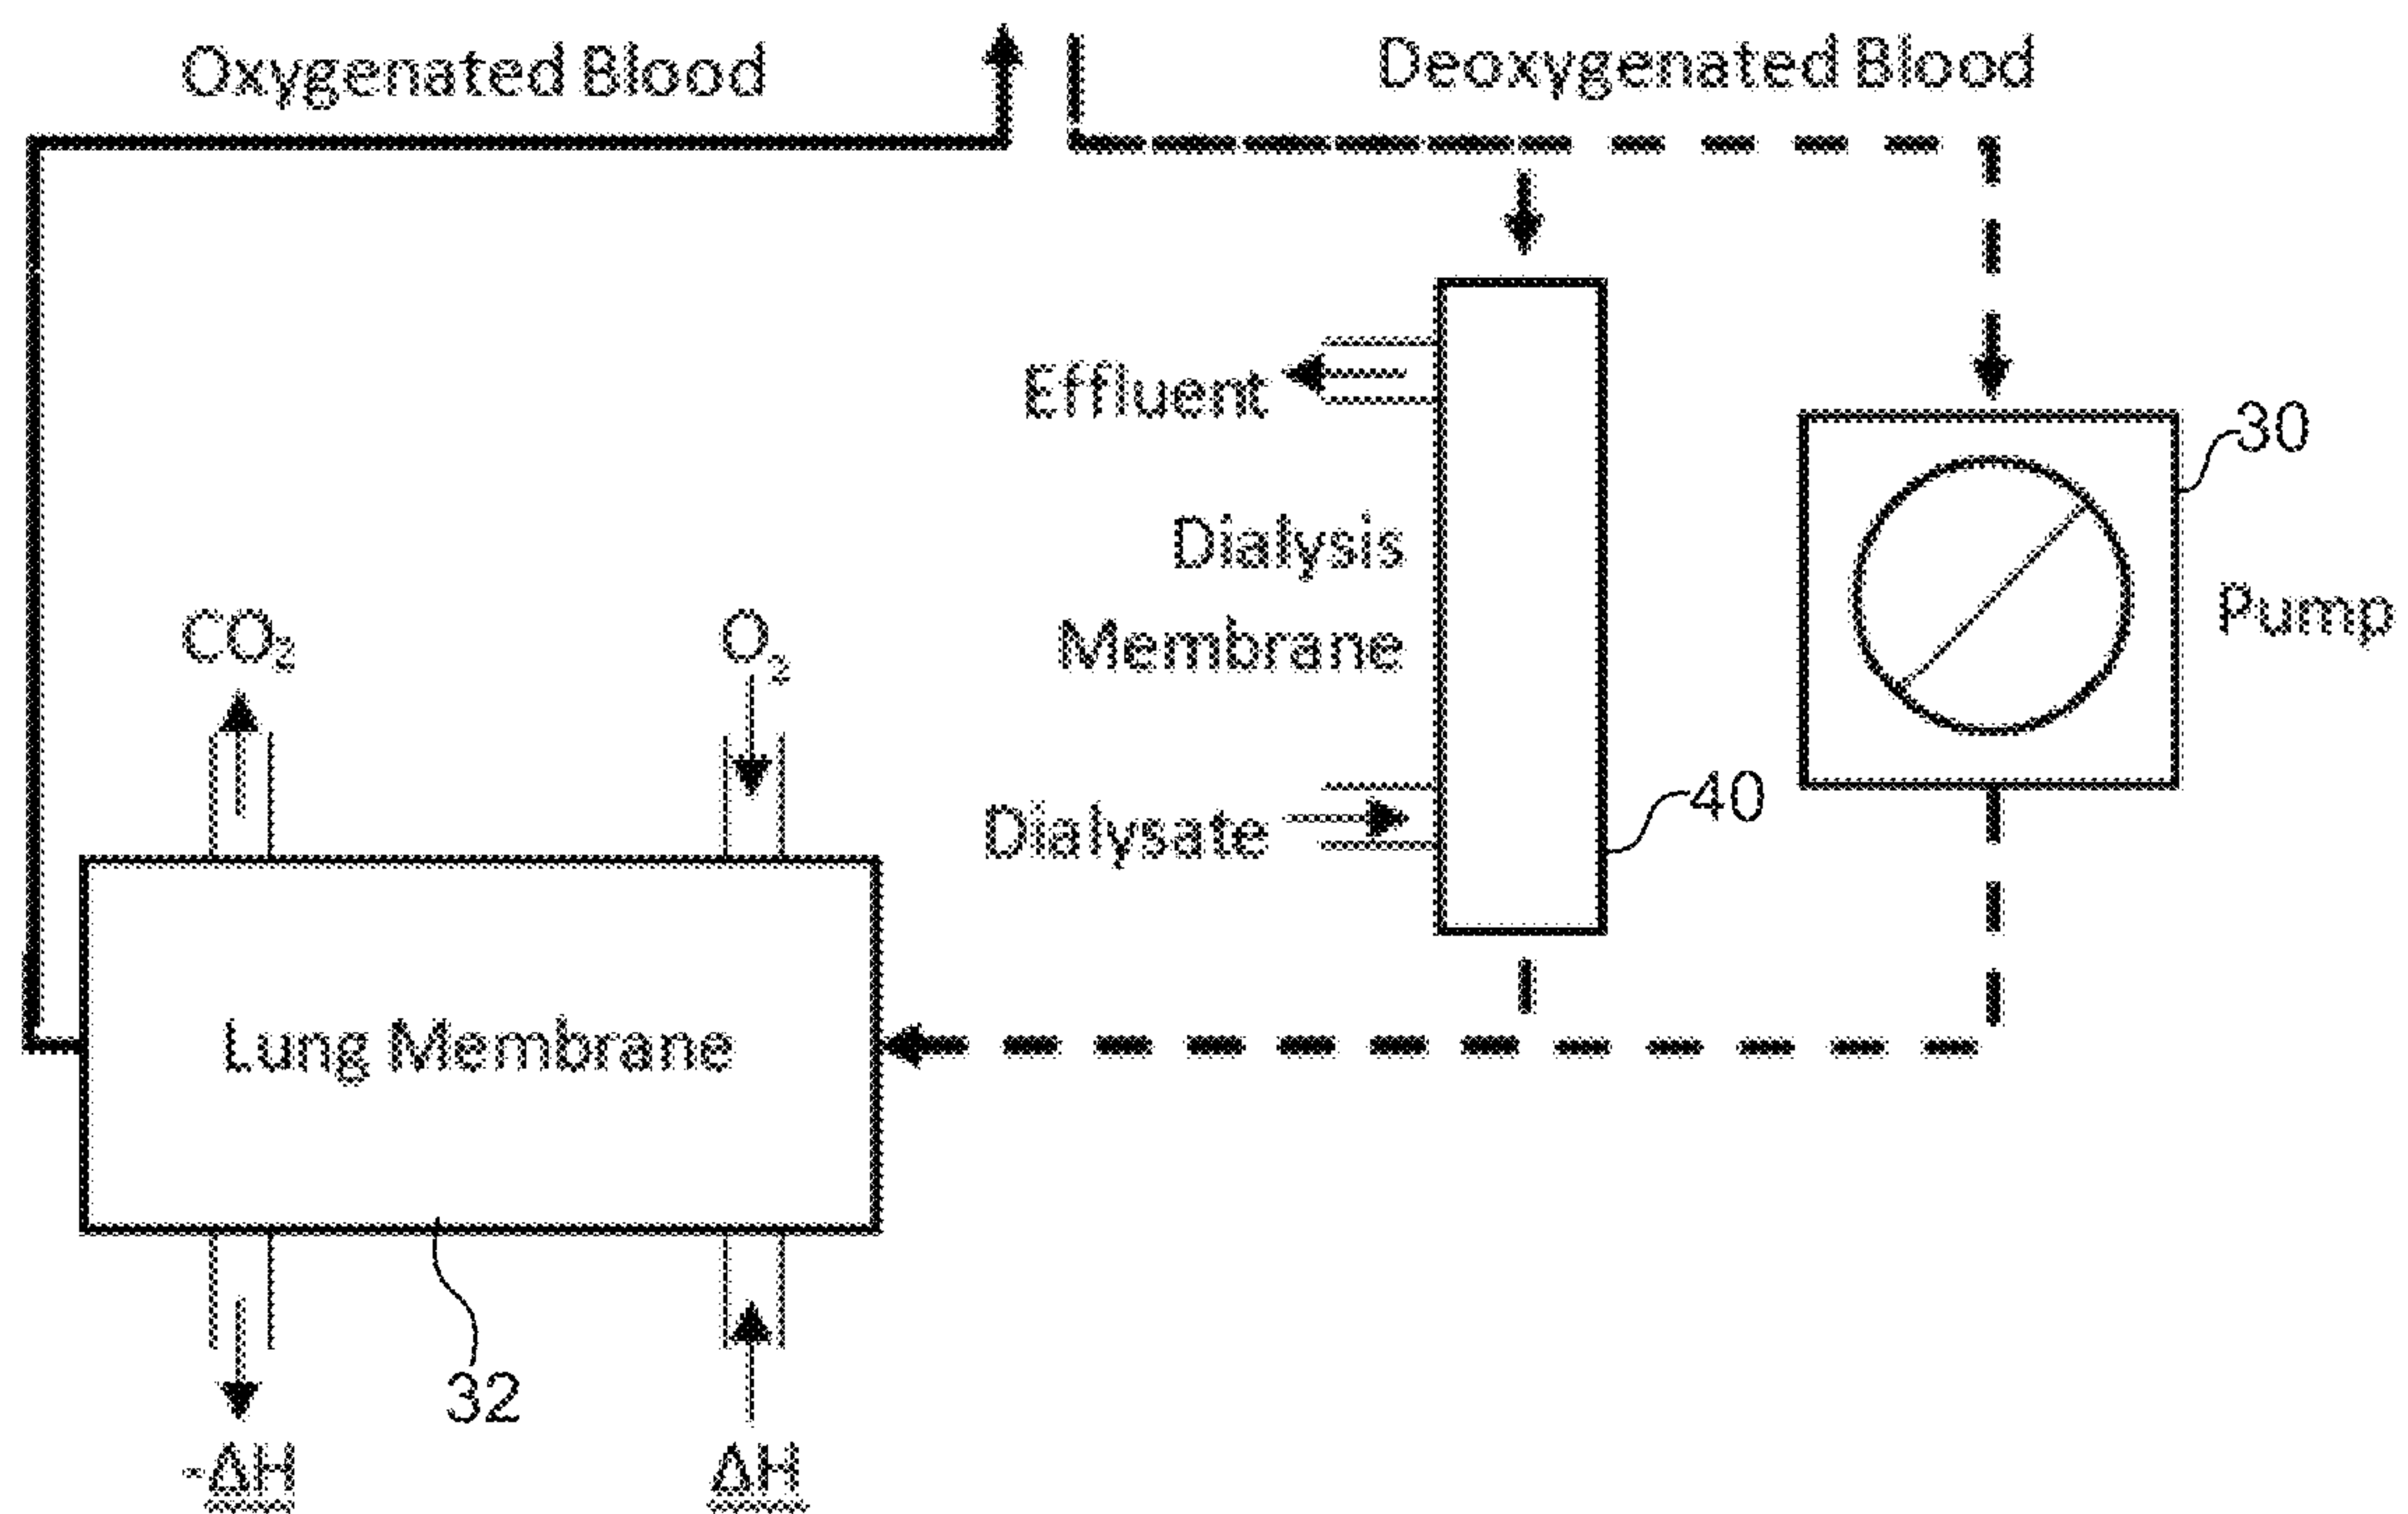 Oxygenated Blood
Deoxygenated Blood
Effluent
30
Dialysis
Membrane
Pump
CO₂
O₂
Dialysate
40
Lung Membrane
32
-ΔH
ΔH